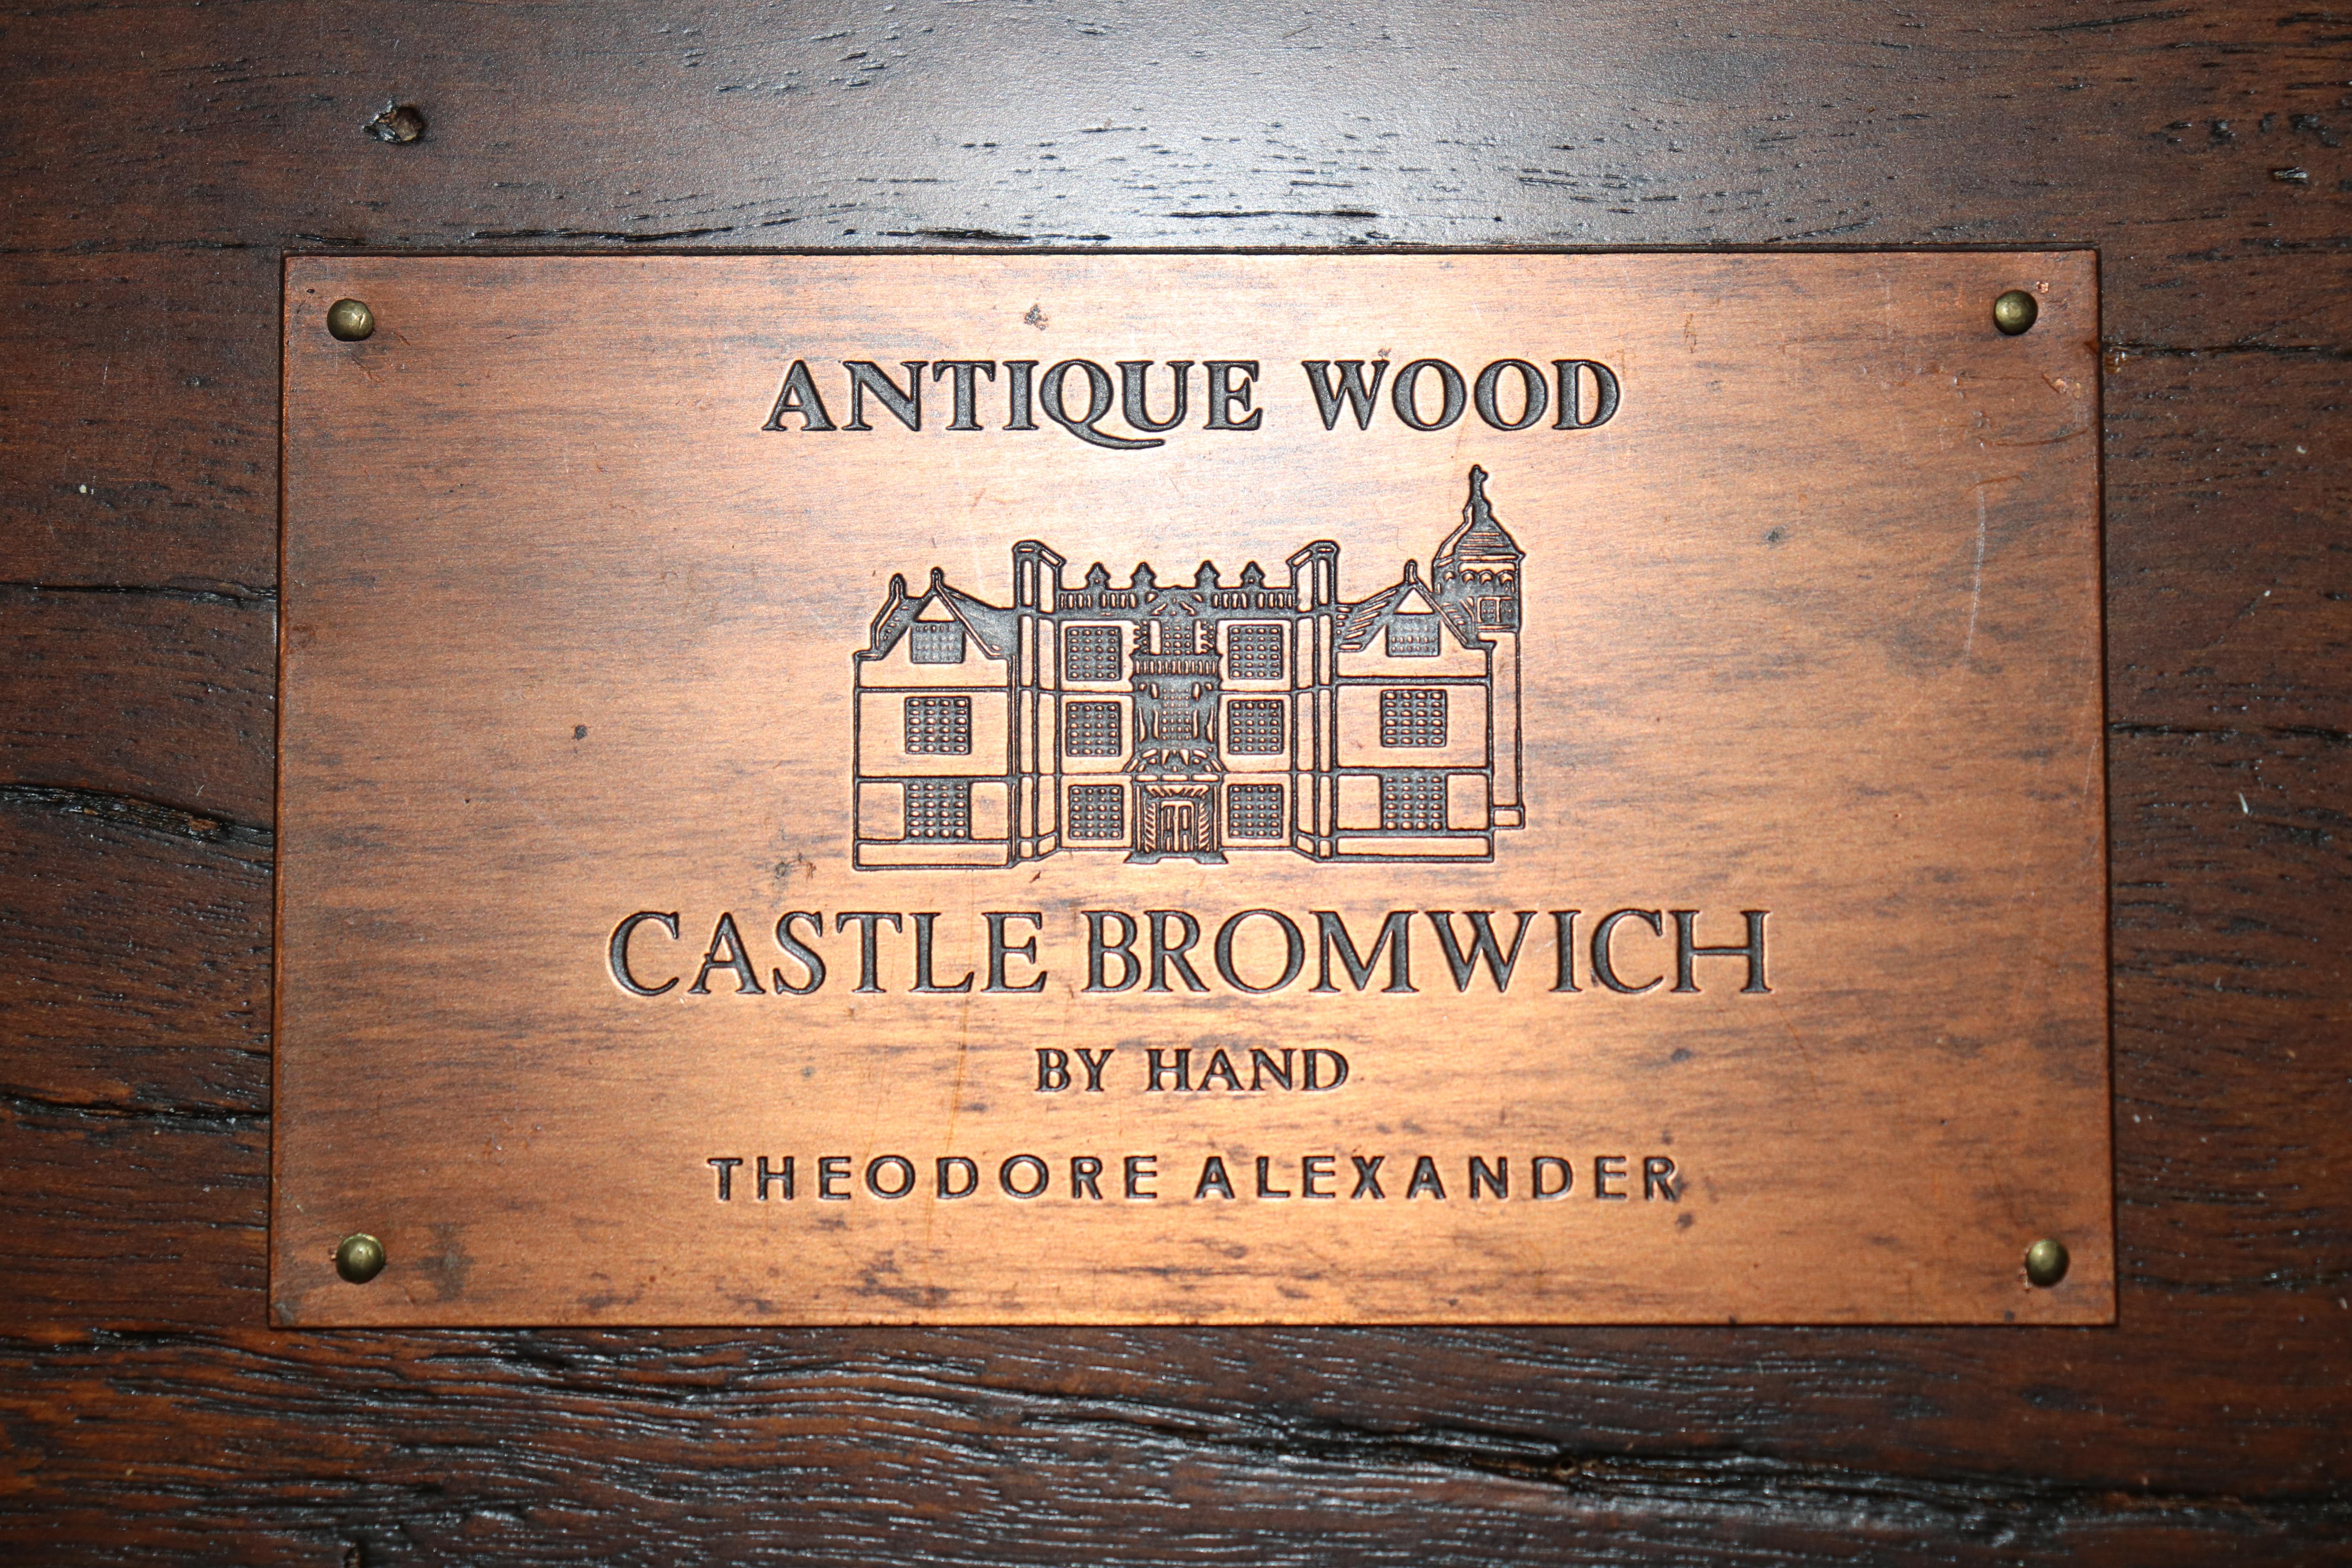 ANTIQUE WOOD
CASTLE BROMWICH
BY HAND
THEODORE ALEXANDER